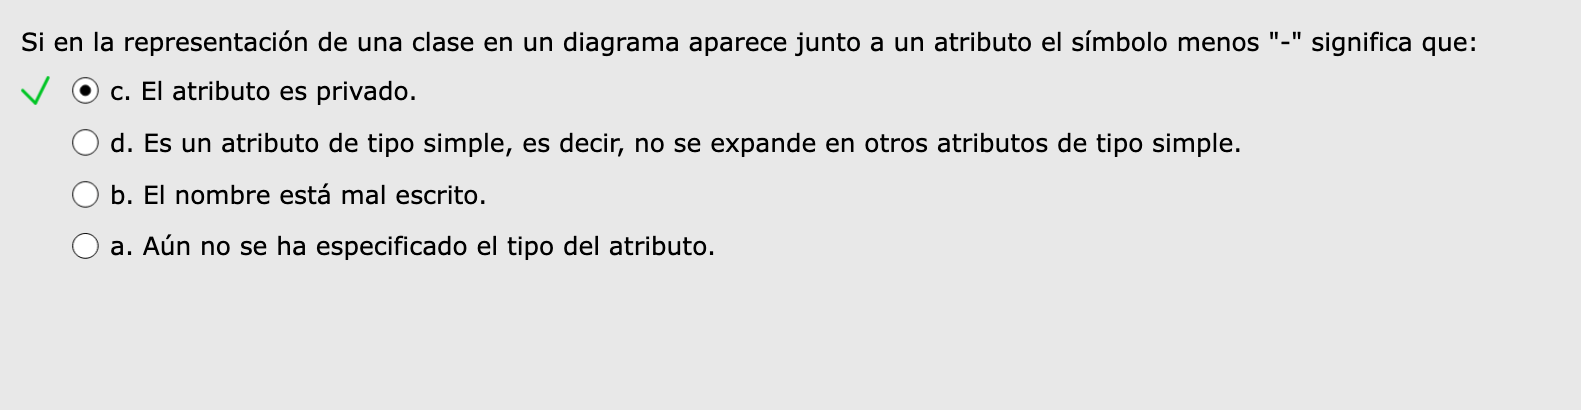 Si en la representación de una clase en un diagrama aparece junto a un atributo el símbolo menos "-" significa que:
c. El atributo es privado.
d. Es un atributo de tipo simple, es decir, no se expande en otros atributos de tipo simple.
b. El nombre está mal escrito.
a. Aún no se ha especificado el tipo del atributo.